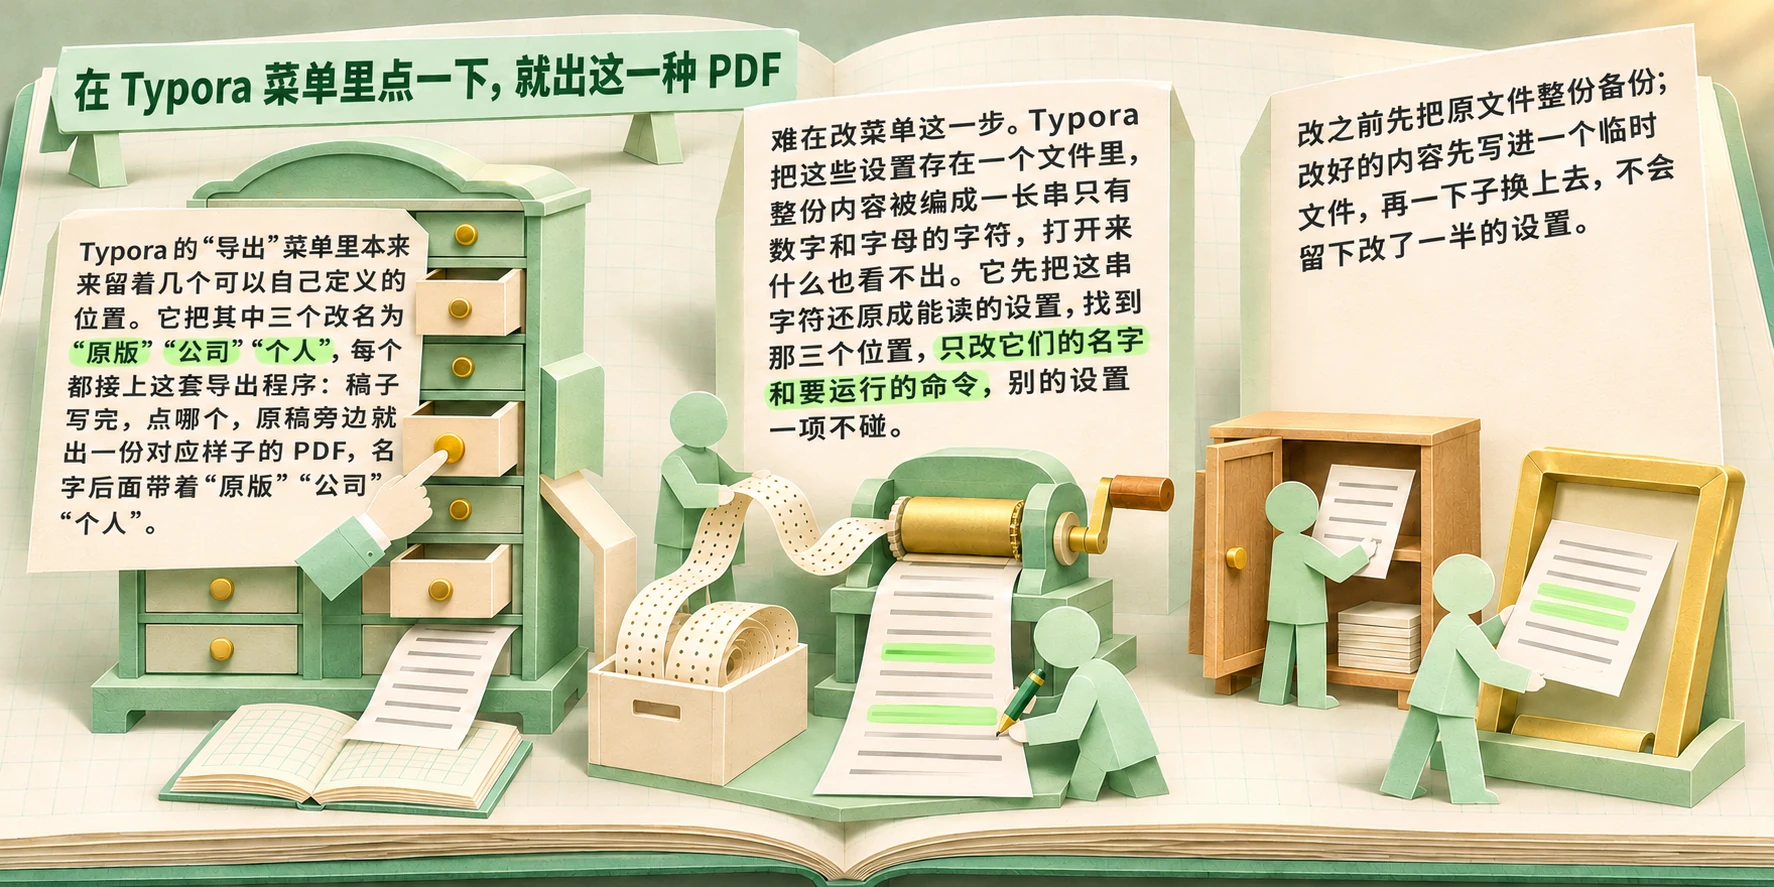 在 Typora 菜单里点一下，就出这一种 PDF
Typora 的“导出”菜单里本来
来留着几个可以自己定义的
位置。它把其中三个改名为
“原版”“公司”“个人”，每个
都接上这套导出程序：稿子
写完，点哪个，原稿旁边就
出一份对应样子的 PDF，名
字后面带着“原版”“公司”
“个人”。
难在改菜单这一步。Typora
把这些设置存在一个文件里，
整份内容被编成一长串只有
数字和字母的字符，打开来
什么也看不出。它先把这串
字符还原成能读的设置，找到
那三个位置，只改它们的名字
和要运行的命令，别的设置
一项不碰。
改之前先把原文件整份备份；
改好的内容先写进一个临时
文件，再一下子换上去，不会
留下改了一半的设置。